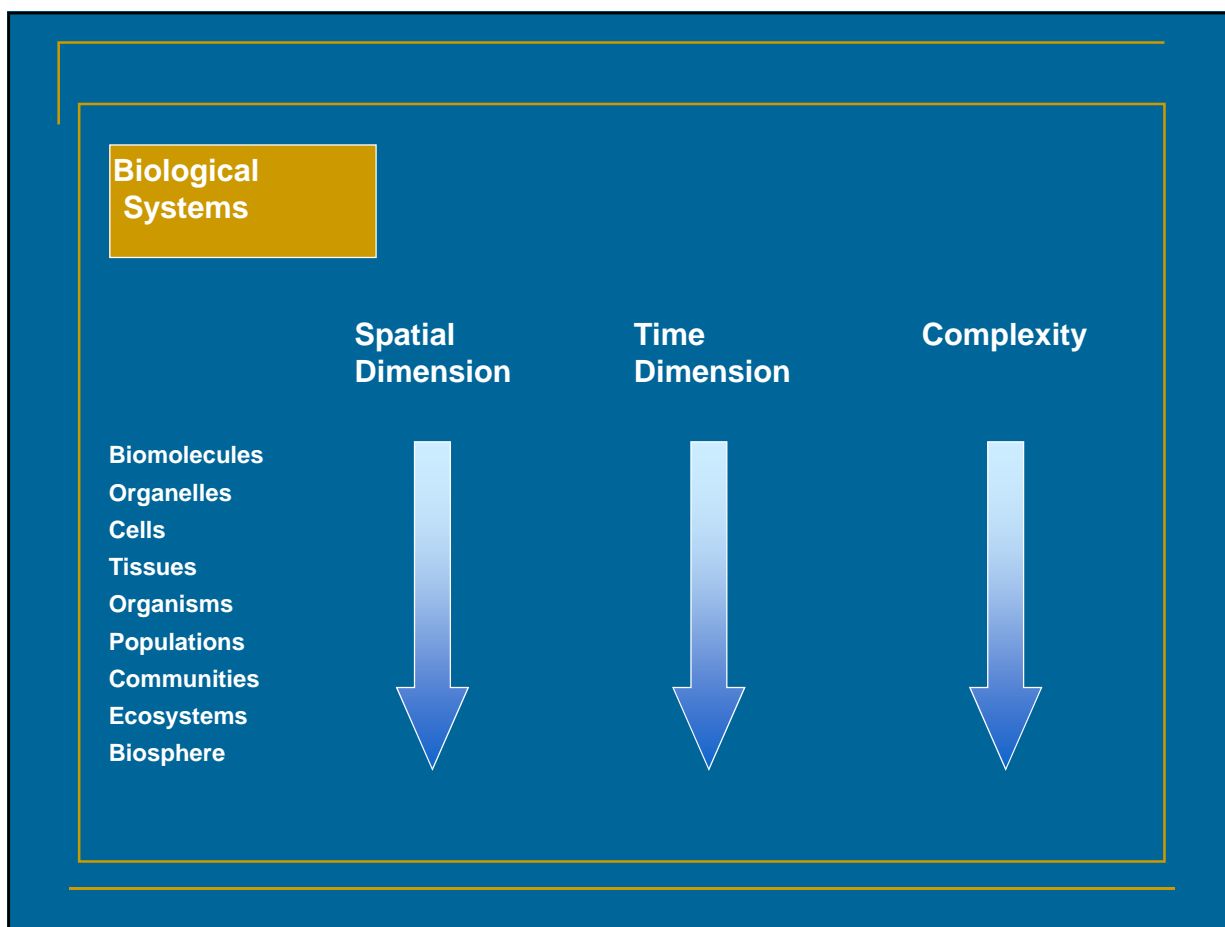 Biological
Systems
Spatial
Dimension
Time
Dimension
Complexity
Biomolecules
Organelles
Cells
Tissues
Organisms
Populations
Communities
Ecosystems
Biosphere